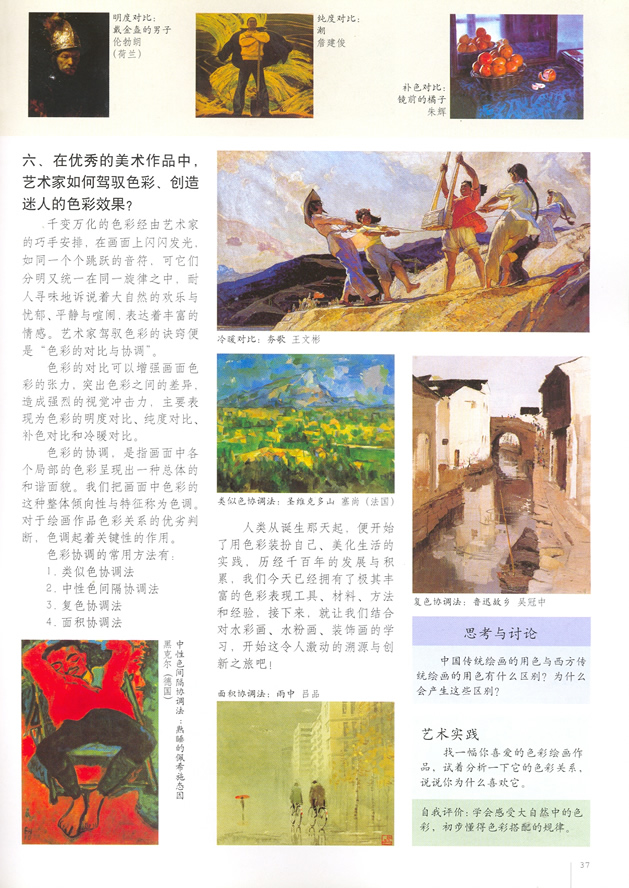 明度对比：
戴金盔的男子
伦勃朗
(荷兰)
纯度对比：
潮
詹建俊
补色对比：
镜前的橘子
朱辉
六、在优秀的美术作品中，
艺术家如何驾驭色彩、创造
迷人的色彩效果？
千变万化的色彩经由艺术家
的巧手安排，在画面上闪闪发光，
如同一个个跳跃的音符，可它们
分明又统一在同一旋律之中，耐
人寻味地诉说着大自然的欢乐与
忧郁、平静与喧闹，表达着丰富的
情感。艺术家驾驭色彩的诀窍便
是“色彩的对比与协调”。
色彩的对比可以增强画面色
彩的张力，突出色彩之间的差异，
造成强烈的视觉冲击力，主要表
现为色彩的明度对比、纯度对比、
补色对比和冷暖对比。
色彩的协调，是指画面中各
个局部的色彩呈现出一种总体的
和谐面貌。我们把画面中色彩的
这种整体倾向性与特征称为色调。
对于绘画作品色彩关系的优劣判
断，色调起着关键性的作用。
色彩协调的常用方法有：
1. 类似色协调法
2. 中性色间隔协调法
3. 复色协调法
4. 面积协调法
中性色间隔协调法：熟睡的佩希施态因
黑克尔(德国)
冷暖对比：夯歌 王文彬
类似色协调法：圣维克多山 塞尚(法国)
人类从诞生那天起，便开始
了用色彩装扮自己、美化生活的
实践，历经千百年的发展与积
累，我们今天已经拥有了极其丰
富的色彩表现工具、材料、方法
和经验，接下来，就让我们结合
对水彩画、水粉画、装饰画的学
习，开始这令人激动的溯源与创
新之旅吧！
面积协调法：雨中 吕品
复色协调法：鲁迅故乡 吴冠中
思考与讨论
中国传统绘画的用色与西方传
统绘画的用色有什么区别？为什么
会产生这些区别？
艺术实践
找一幅你喜爱的色彩绘画作
品，试着分析一下它的色彩关系，
说说你为什么喜欢它。
自我评价：学会感受大自然中的色
彩，初步懂得色彩搭配的规律。
37